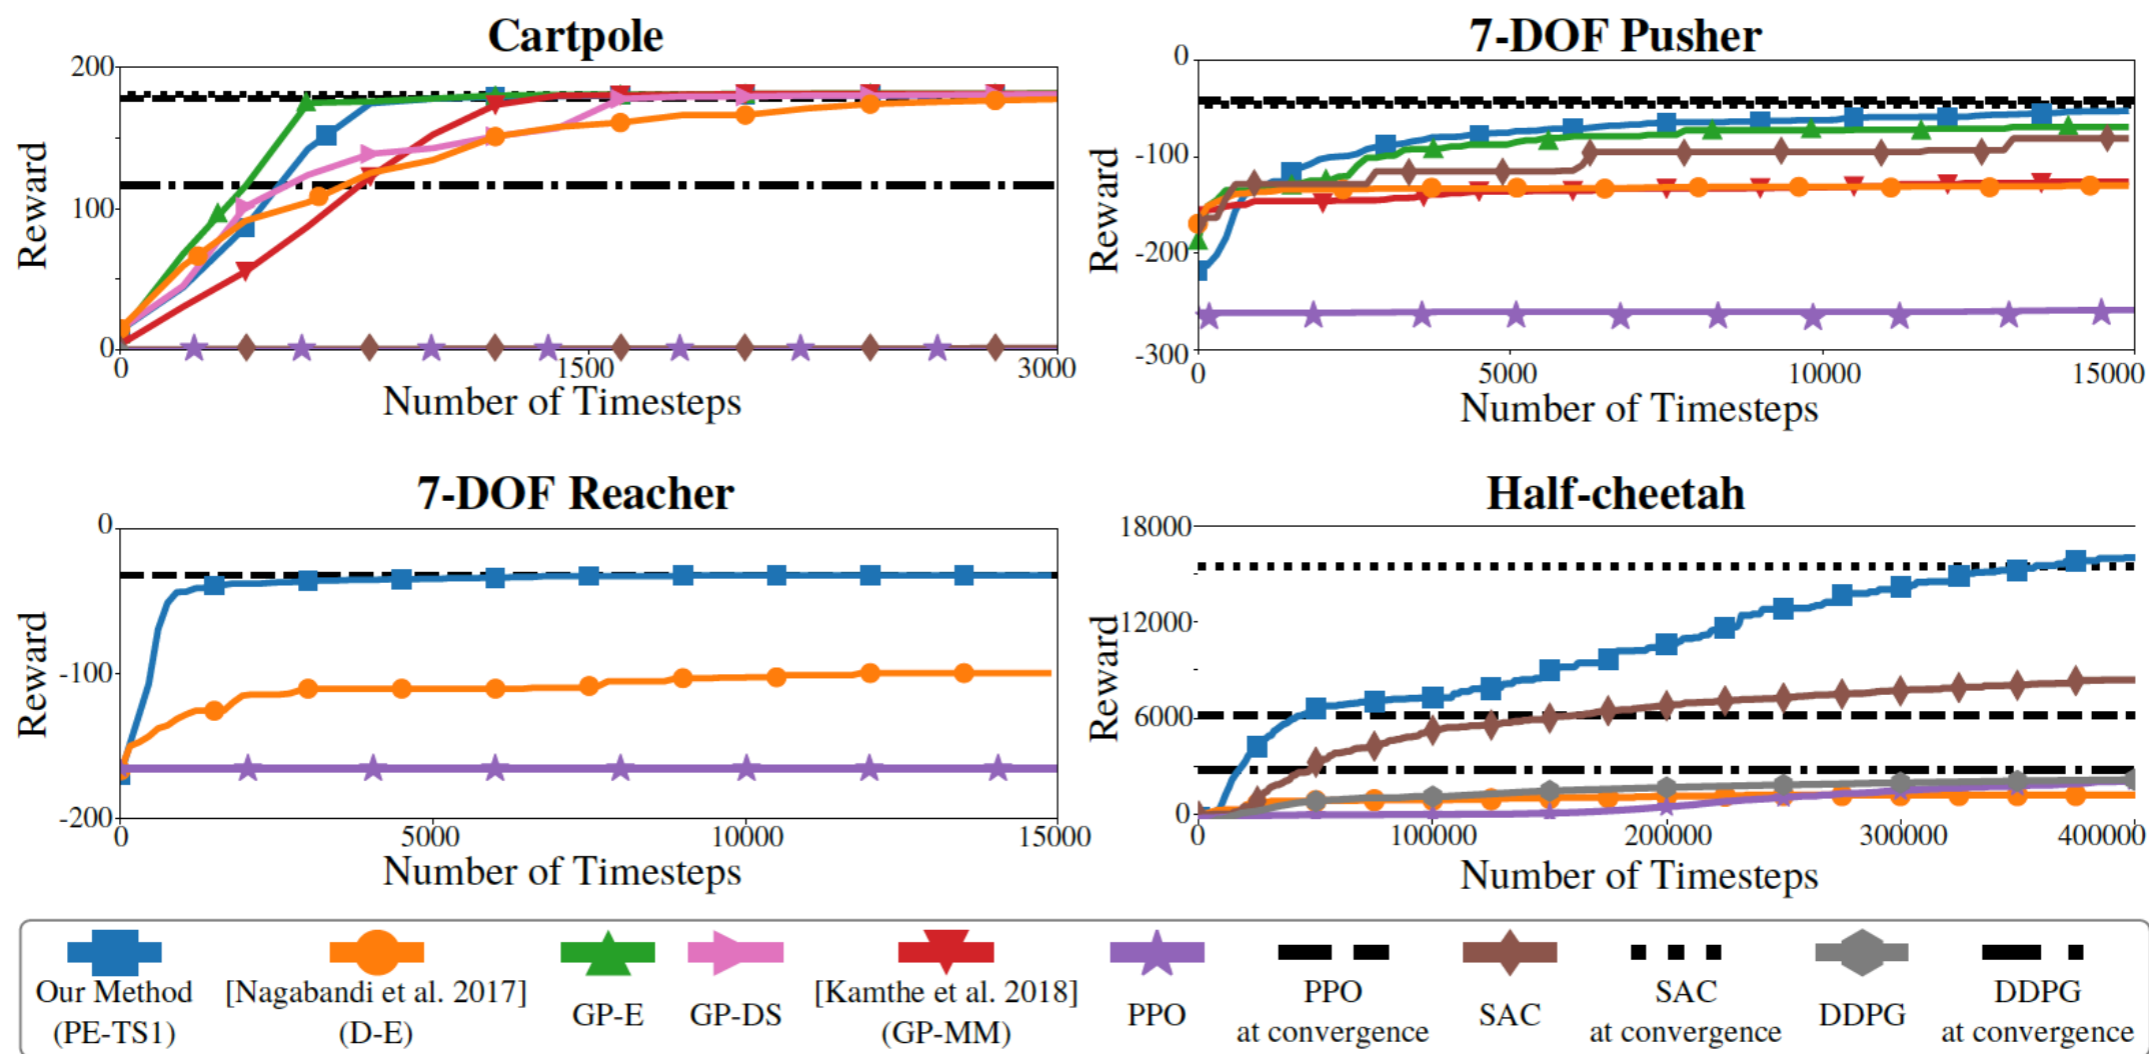 Cartpole
200
100
0
Reward
0 1500 3000
Number of Timesteps
7-DOF Pusher
0
-100
-200
-300
Reward
0 5000 10000 15000
Number of Timesteps
7-DOF Reacher
0
-100
-200
Reward
0 5000 10000 15000
Number of Timesteps
Half-cheetah
18000
12000
6000
0
Reward
0 100000 200000 300000 400000
Number of Timesteps
Our Method
(PE-TS1)
[Nagabandi et al. 2017]
(D-E)
GP-E
GP-DS
[Kamthe et al. 2018]
(GP-MM)
PPO
PPO
at convergence
SAC
SAC
at convergence
DDPG
DDPG
at convergence